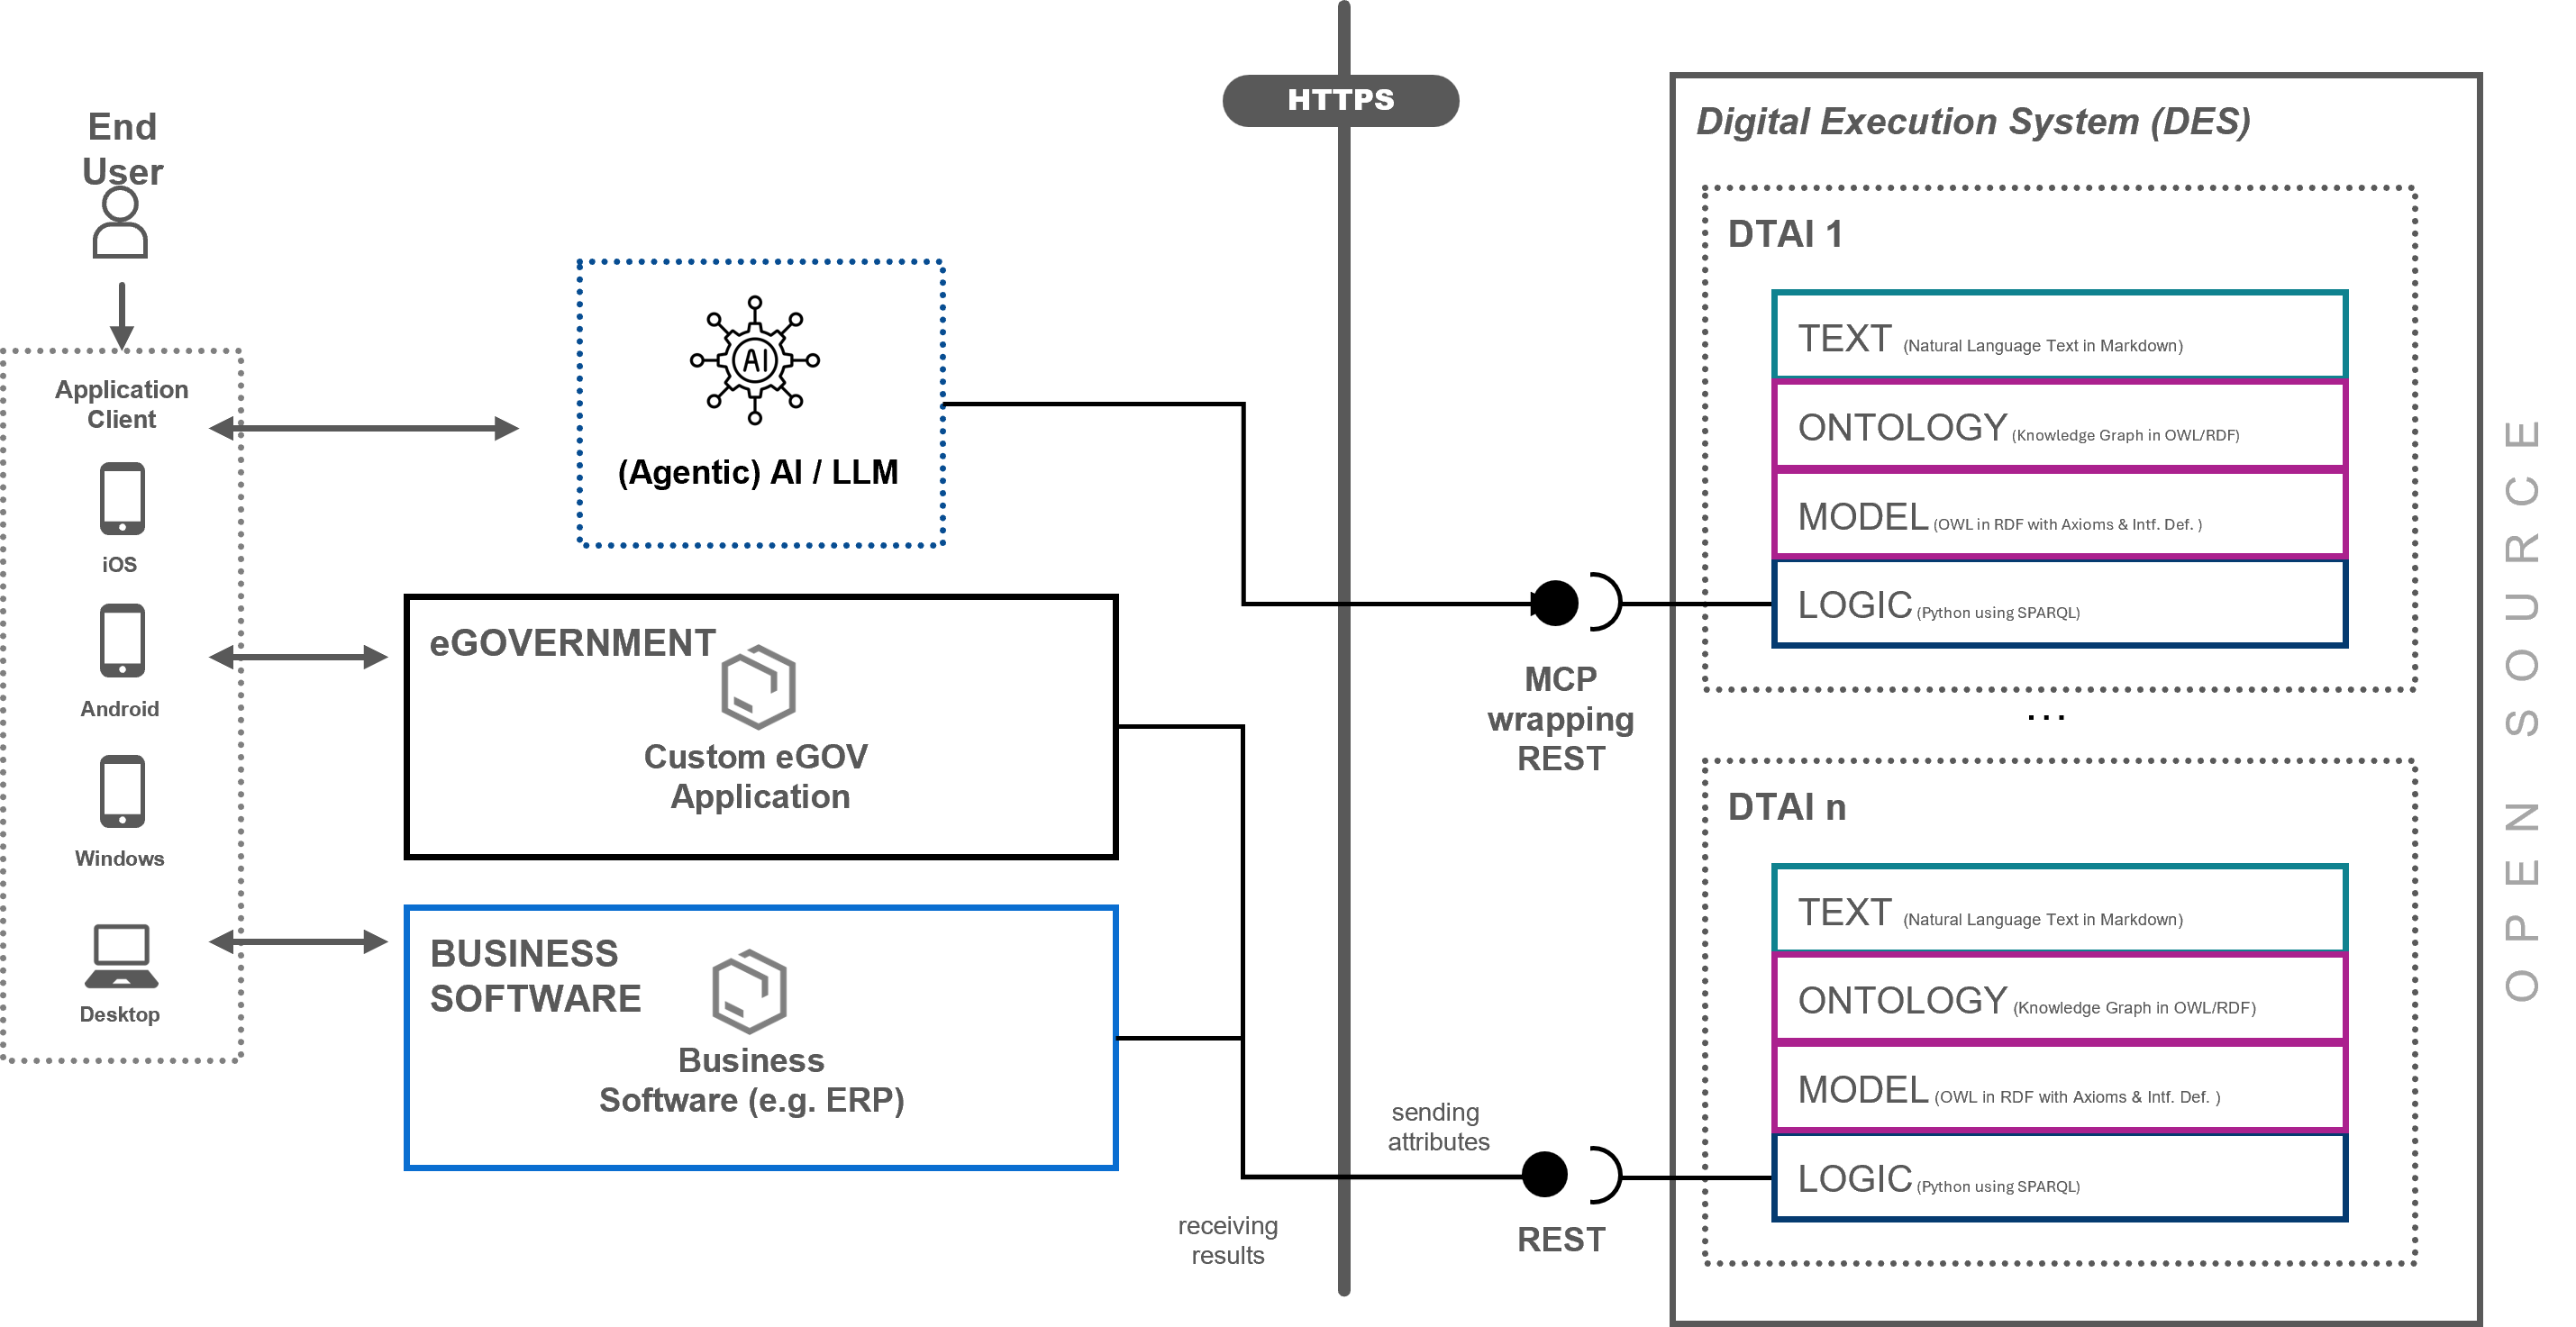 End
User
Application
Client
iOS
Android
Windows
Desktop
AI
(Agentic) AI / LLM
eGOVERNMENT
Custom eGOV
Application
BUSINESS
SOFTWARE
Business
Software (e.g. ERP)
HTTPS
MCP
wrapping
REST
sending
attributes
receiving
results
REST
Digital Execution System (DES)
DTAI 1
TEXT (Natural Language Text in Markdown)
ONTOLOGY (Knowledge Graph in OWL/RDF)
MODEL (OWL in RDF with Axioms & Intf. Def. )
LOGIC (Python using SPARQL)
...
DTAI n
TEXT (Natural Language Text in Markdown)
ONTOLOGY (Knowledge Graph in OWL/RDF)
MODEL (OWL in RDF with Axioms & Intf. Def. )
LOGIC (Python using SPARQL)
OPEN SOURCE